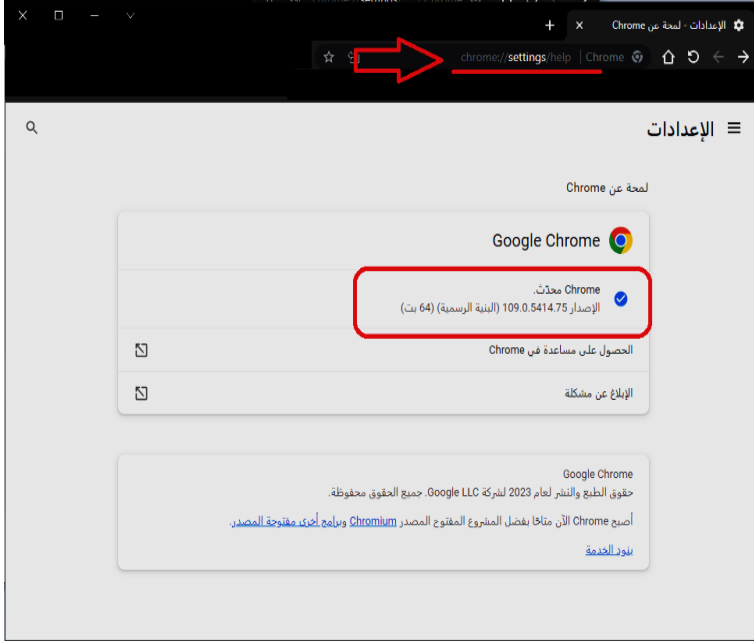 الإعدادات - لمحة عن Chrome
Chrome | chrome://settings/help
الإعدادات
لمحة عن Chrome
Google Chrome
Chrome محدّث.
الإصدار 109.0.5414.75 (البنية الرسمية) (64 بت)
الحصول على مساعدة في Chrome
الإبلاغ عن مشكلة
Google Chrome
حقوق الطبع والنشر لعام 2023 لشركة Google LLC. جميع الحقوق محفوظة.
أصبح Chrome الآن متاحًا بفضل المشروع المفتوح المصدر Chromium وبرامج أخرى مفتوحة المصدر.
بنود الخدمة